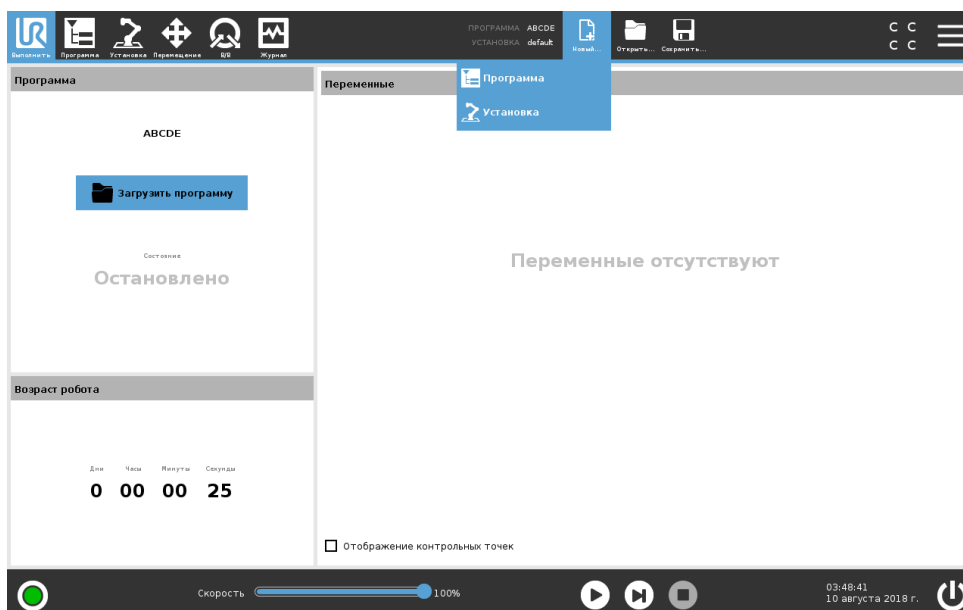 UR
ПРОГРАММА ABCDE
УСТАНОВКА default
C C
C C
Выполнить Программа Установка Перемещение В/В Журнал Новый... Открыть... Сохранить...
Программа
Установка
Программа
ABCDE
Загрузить программу
Состояние
Остановлено
Переменные
Переменные отсутствуют
Возраст робота
Дни Часы Минуты Секунды
0 00 00 25
Отображение контрольных точек
Скорость 100%
03:48:41
10 августа 2018 г.